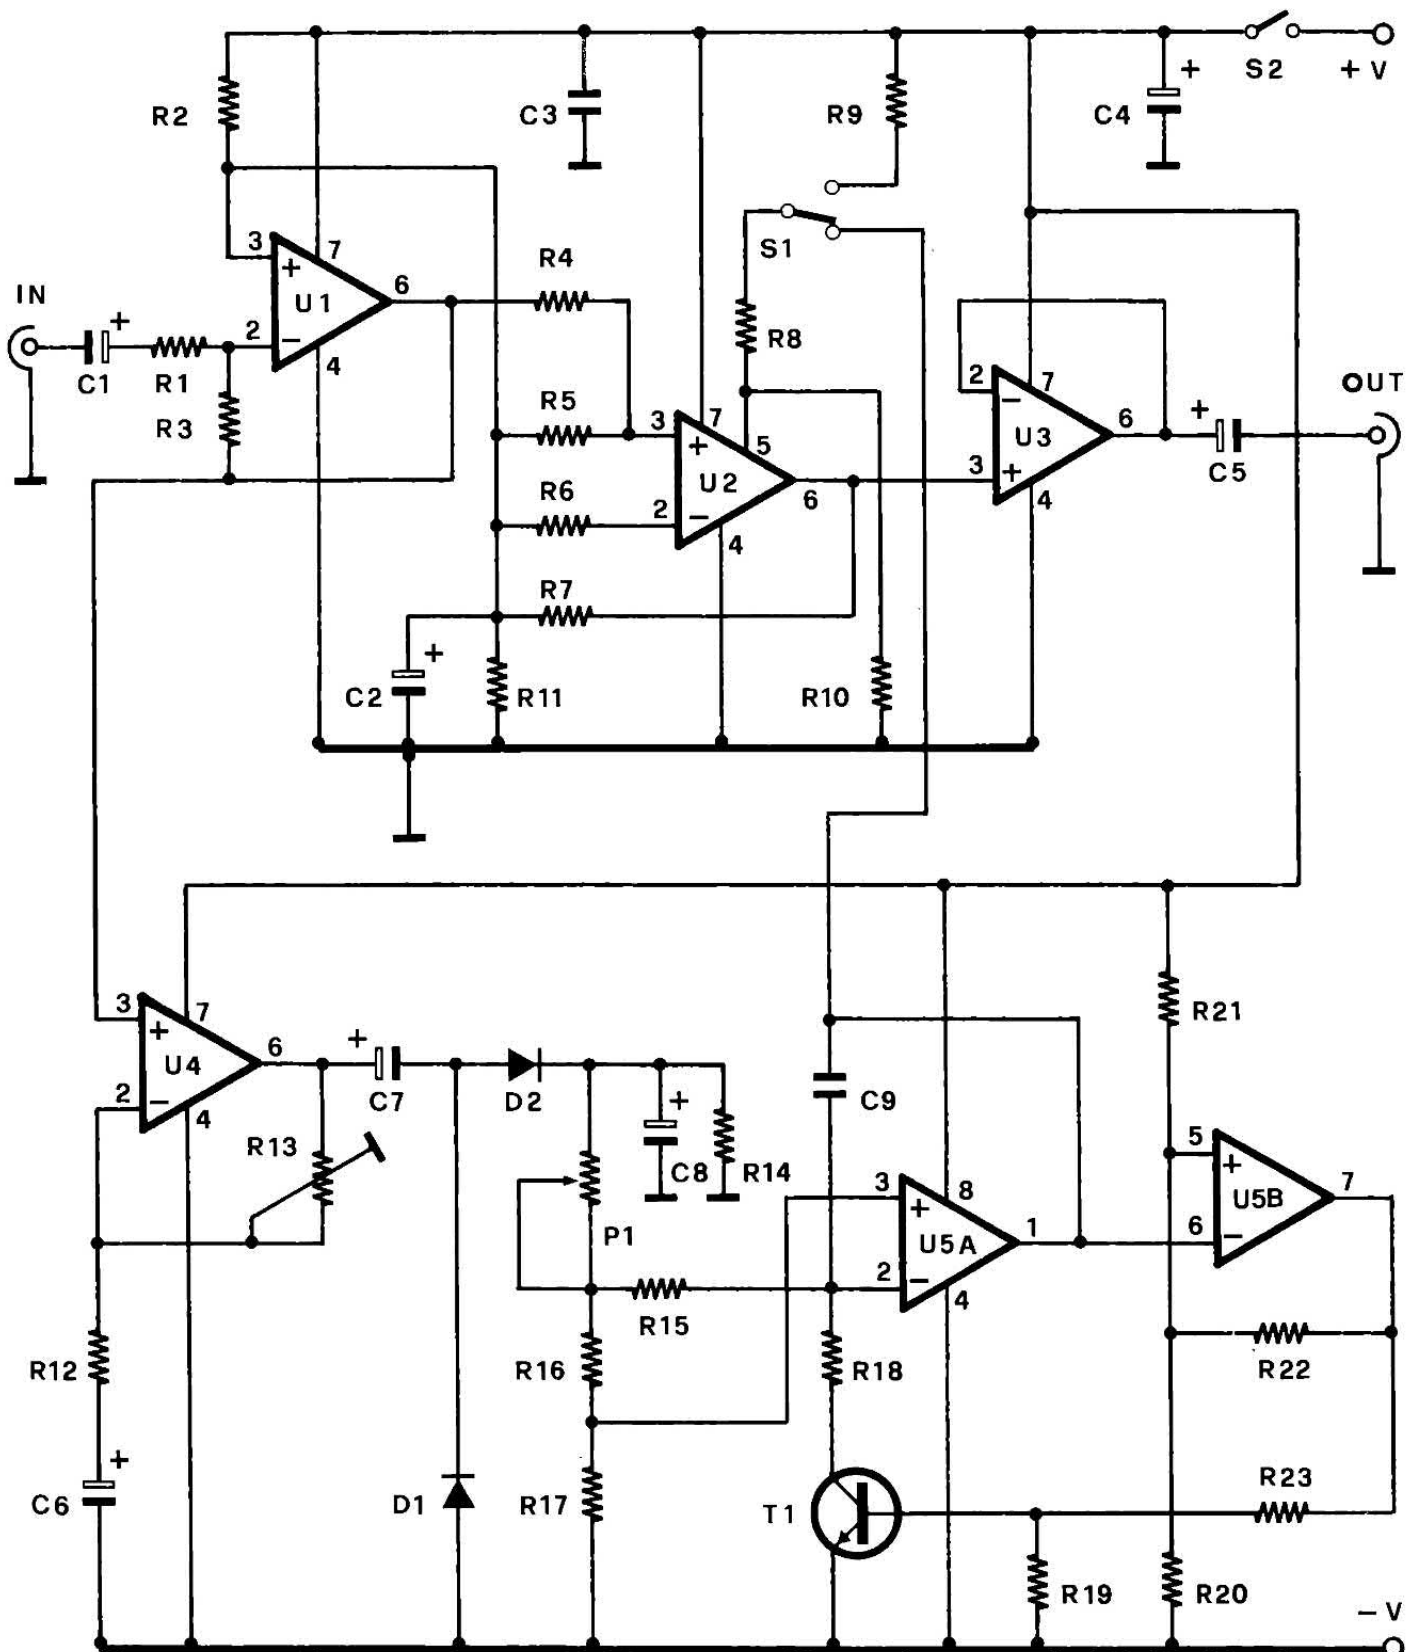 S2
+ V
R2
C3
R9
C4
+
3
7
S1
R4
IN
+
U1
6
+
2
−
4
R8
C1
R1
R3
R5
3
7
5
+
U2
2
−
6
4
R6
R7
2
7
−
U3
6
+
3
+
4
C5
OUT
+
C2
R11
R10
3
7
+
U4
6
+
2
−
4
C7
D2
+
C8
R14
C9
R21
R13
P1
3
8
+
U5A
1
2
−
4
5
+
U5B
7
6
−
R15
R12
R16
R18
R22
+
C6
D1
R17
T1
R23
R19
R20
− V